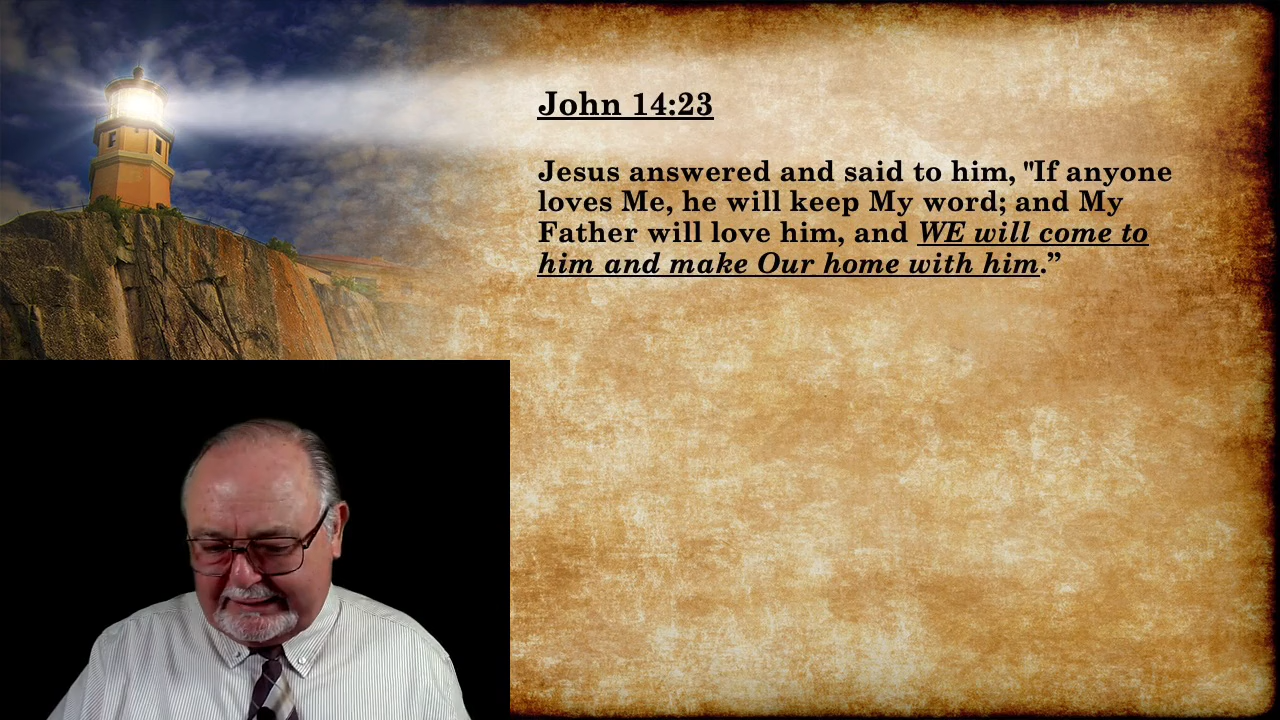 John 14:23
Jesus answered and said to him, "If anyone
loves Me, he will keep My word; and My
Father will love him, and WE will come to
him and make Our home with him.”